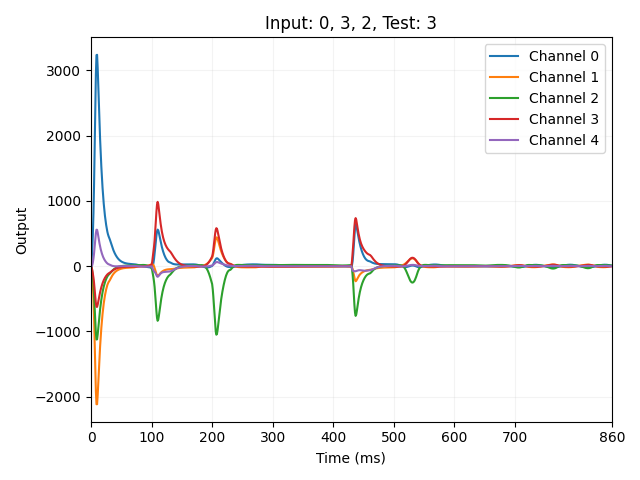 Input: 0, 3, 2, Test: 3
Channel 0
Channel 1
Channel 2
Channel 3
Channel 4
3000
2000
1000
0
−1000
−2000
Output
0 100 200 300 400 500 600 700 860
Time (ms)